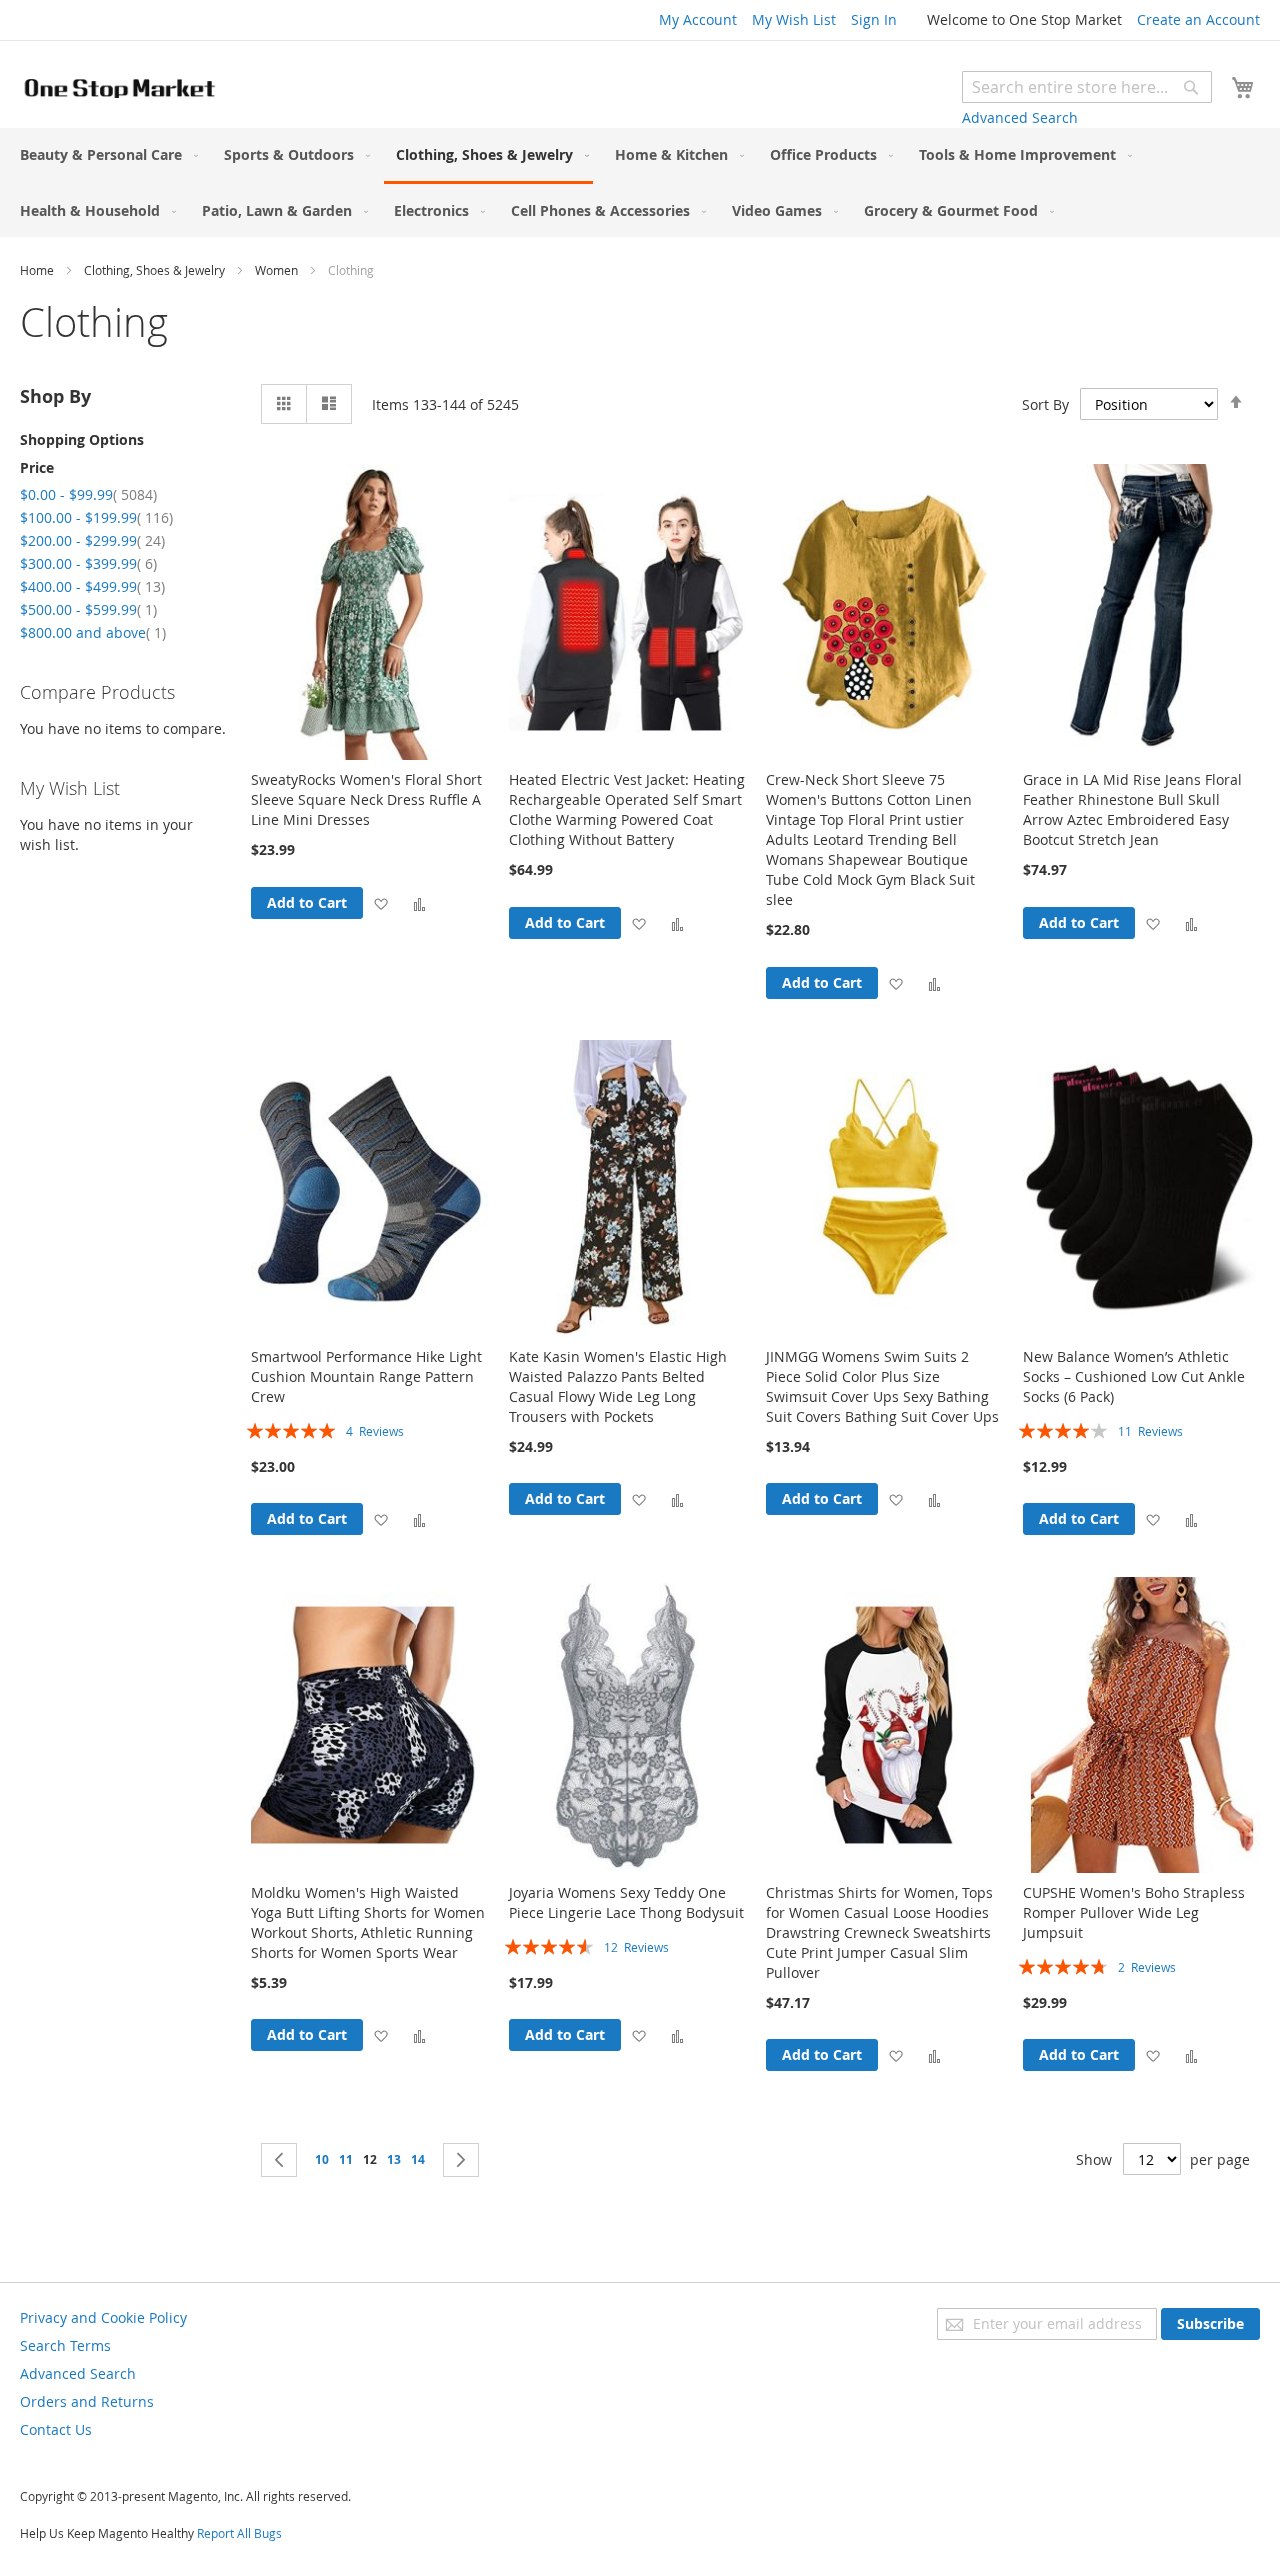 My Account My Wish List Sign In Welcome to One Stop Market Create an Account
One Stop Market
Search entire store here...
Advanced Search
Beauty & Personal Care Sports & Outdoors Clothing, Shoes & Jewelry Home & Kitchen Office Products Tools & Home Improvement
Health & Household Patio, Lawn & Garden Electronics Cell Phones & Accessories Video Games Grocery & Gourmet Food
Home Clothing, Shoes & Jewelry Women Clothing
Clothing
Shop By
Shopping Options
Price
$0.00 - $99.99( 5084)
$100.00 - $199.99( 116)
$200.00 - $299.99( 24)
$300.00 - $399.99( 6)
$400.00 - $499.99( 13)
$500.00 - $599.99( 1)
$800.00 and above( 1)
Compare Products
You have no items to compare.
My Wish List
You have no items in your
wish list.
Items 133-144 of 5245
Sort By Position
SweatyRocks Women's Floral Short
Sleeve Square Neck Dress Ruffle A
Line Mini Dresses
$23.99
Add to Cart
Heated Electric Vest Jacket: Heating
Rechargeable Operated Self Smart
Clothe Warming Powered Coat
Clothing Without Battery
$64.99
Add to Cart
Crew-Neck Short Sleeve 75
Women's Buttons Cotton Linen
Vintage Top Floral Print ustier
Adults Leotard Trending Bell
Womans Shapewear Boutique
Tube Cold Mock Gym Black Suit
slee
$22.80
Add to Cart
Grace in LA Mid Rise Jeans Floral
Feather Rhinestone Bull Skull
Arrow Aztec Embroidered Easy
Bootcut Stretch Jean
$74.97
Add to Cart
Smartwool Performance Hike Light
Cushion Mountain Range Pattern
Crew
4 Reviews
$23.00
Add to Cart
Kate Kasin Women's Elastic High
Waisted Palazzo Pants Belted
Casual Flowy Wide Leg Long
Trousers with Pockets
$24.99
Add to Cart
JINMGG Womens Swim Suits 2
Piece Solid Color Plus Size
Swimsuit Cover Ups Sexy Bathing
Suit Covers Bathing Suit Cover Ups
$13.94
Add to Cart
New Balance Women’s Athletic
Socks – Cushioned Low Cut Ankle
Socks (6 Pack)
11 Reviews
$12.99
Add to Cart
Moldku Women's High Waisted
Yoga Butt Lifting Shorts for Women
Workout Shorts, Athletic Running
Shorts for Women Sports Wear
$5.39
Add to Cart
Joyaria Womens Sexy Teddy One
Piece Lingerie Lace Thong Bodysuit
12 Reviews
$17.99
Add to Cart
JOY
Christmas Shirts for Women, Tops
for Women Casual Loose Hoodies
Drawstring Crewneck Sweatshirts
Cute Print Jumper Casual Slim
Pullover
$47.17
Add to Cart
CUPSHE Women's Boho Strapless
Romper Pullover Wide Leg
Jumpsuit
2 Reviews
$29.99
Add to Cart
10 11 12 13 14
Show 12 per page
Privacy and Cookie Policy
Search Terms
Advanced Search
Orders and Returns
Contact Us
Enter your email address Subscribe
Copyright © 2013-present Magento, Inc. All rights reserved.
Help Us Keep Magento Healthy Report All Bugs